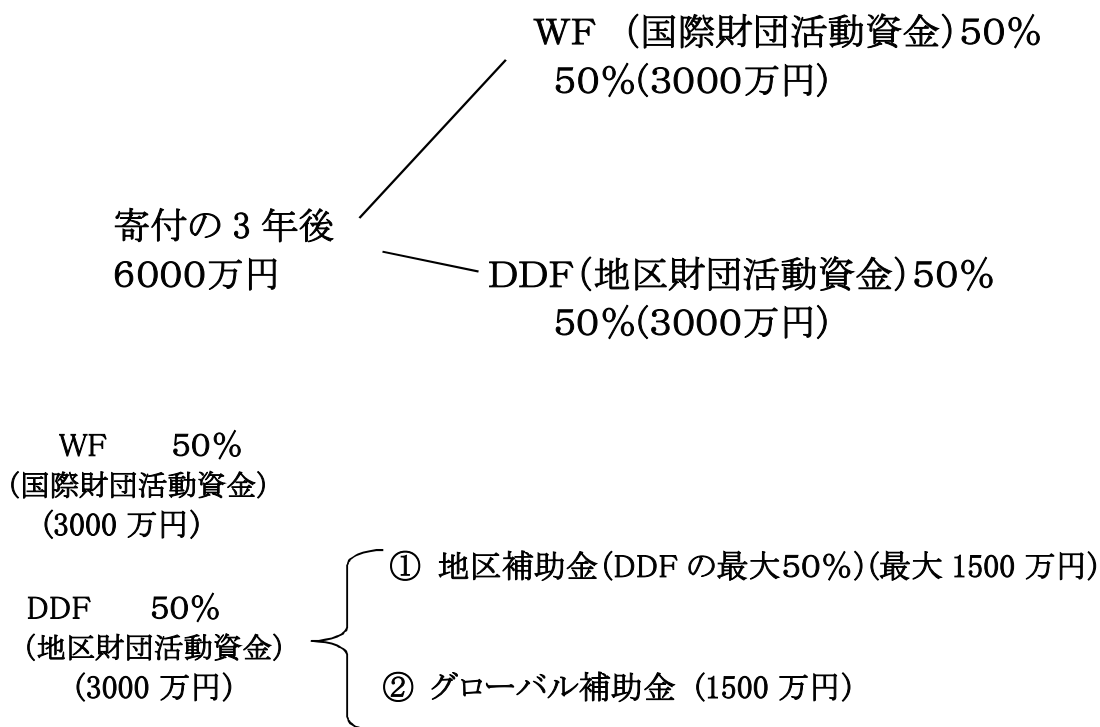 WF （国際財団活動資金）50％
50％(3000万円)
寄付の3年後
6000万円
DDF（地区財団活動資金）50％
50％(3000万円)
WF 50％
(国際財団活動資金)
(3000 万円)
① 地区補助金(DDF の最大50％)(最大 1500 万円)
DDF 50％
(地区財団活動資金)
(3000 万円)
② グローバル補助金 (1500 万円)